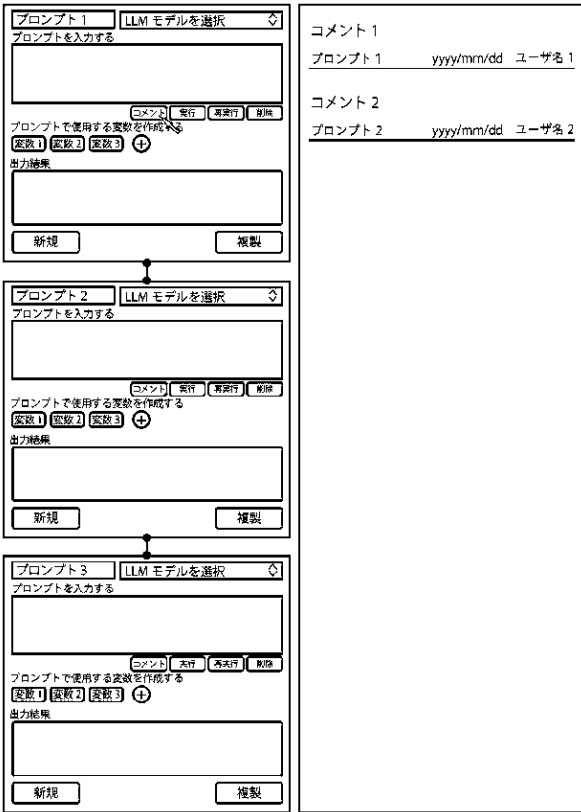 プロンプト 1
LLM モデルを選択
プロンプトを入力する
コメント 実行 再実行 削除
プロンプトで使用する変数を作成する
変数 1 変数 2 変数 3
出力結果
新規 複製
プロンプト 2
LLM モデルを選択
プロンプトを入力する
コメント 実行 再実行 削除
プロンプトで使用する変数を作成する
変数 1 変数 2 変数 3
出力結果
新規 複製
プロンプト 3
LLM モデルを選択
プロンプトを入力する
コメント 実行 再実行 削除
プロンプトで使用する変数を作成する
変数 1 変数 2 変数 3
出力結果
新規 複製
コメント 1
プロンプト 1 yyyy/mm/dd ユーザ名 1
コメント 2
プロンプト 2 yyyy/mm/dd ユーザ名 2